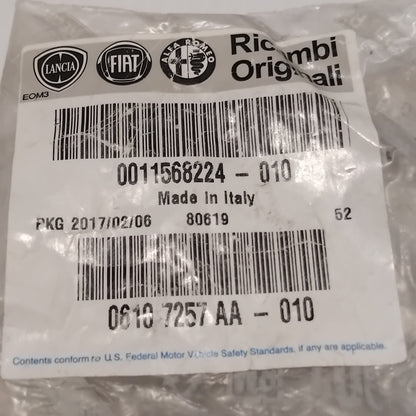 LANCIA FIAT ALFA ROMEO Ricambi
Originali
EOM3
0011568224 - 010
Made in Italy
PKG 2017/02/06 80619 52
0610 7257 AA - 010
Contents conform to U.S. Federal Motor Vehicle Safety Standards, if any are applicable.